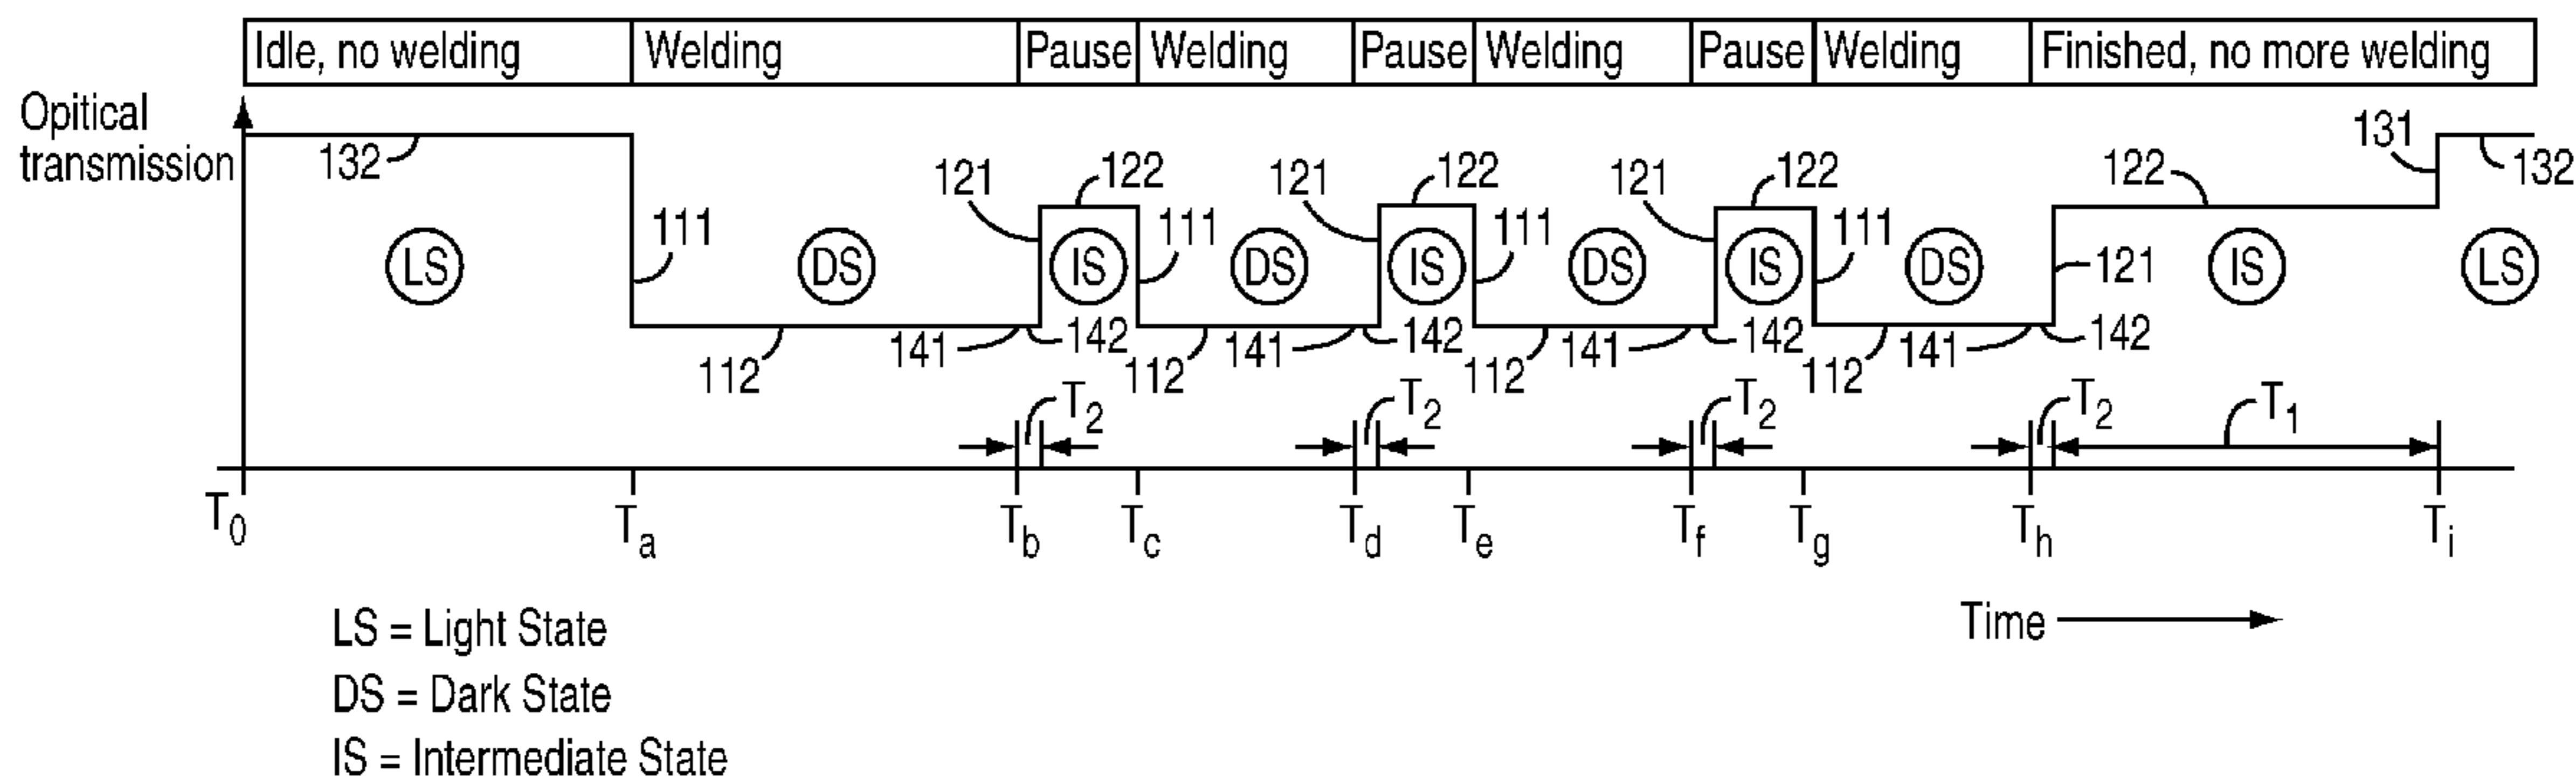 Idle, no welding Welding Pause Welding Pause Welding Pause Welding Finished, no more welding
Opitical
transmission
132 121 122 121 122 121 122 122 131 132
111 111 111 111 121
LS DS IS DS IS DS IS DS IS LS
112 141 142 112 141 142 112 141 142 112 141 142
T2 T2 T2 T2 T1
T0 Ta Tb Tc Td Te Tf Tg Th Ti
LS = Light State
DS = Dark State
IS = Intermediate State
Time